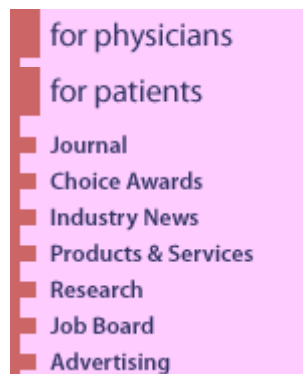 for physicians
for patients
Journal
Choice Awards
Industry News
Products & Services
Research
Job Board
Advertising